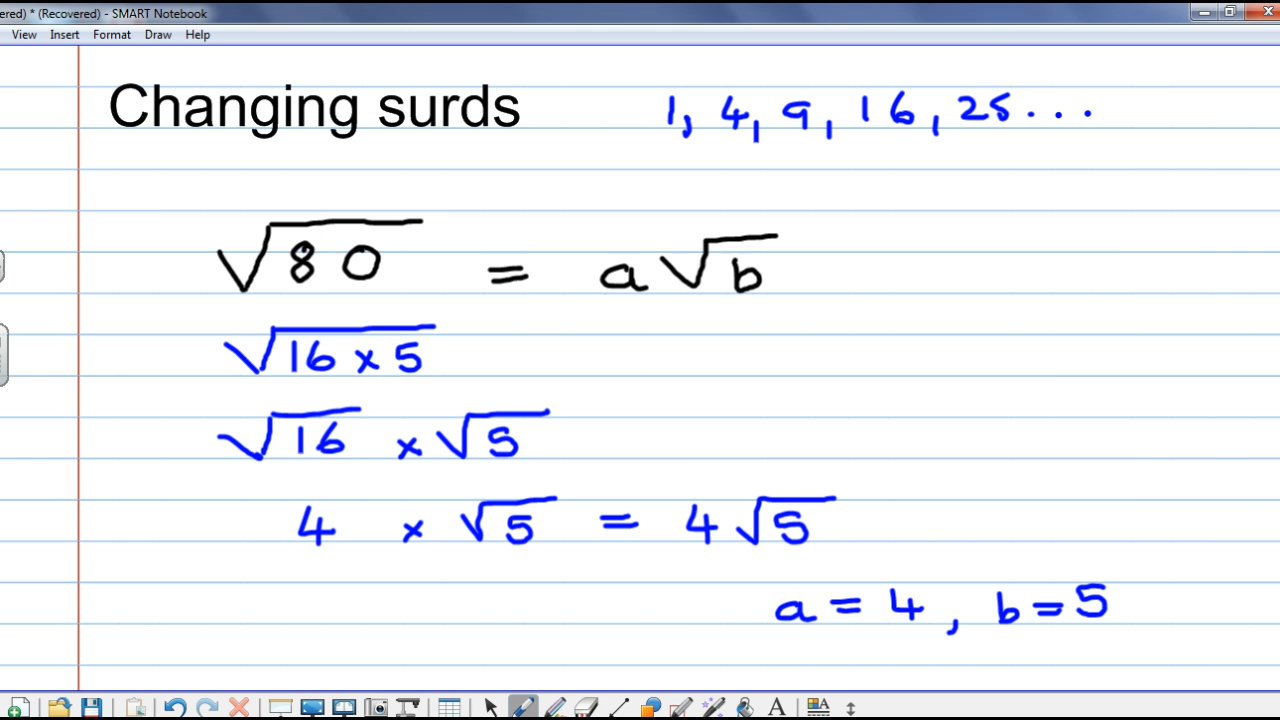 ered) * (Recovered) - SMART Notebook
View Insert Format Draw Help
Changing surds 1, 4, 9, 16, 25...
√80 = a√b
√16 × 5
√16 × √5
4 × √5 = 4√5
a = 4, b = 5